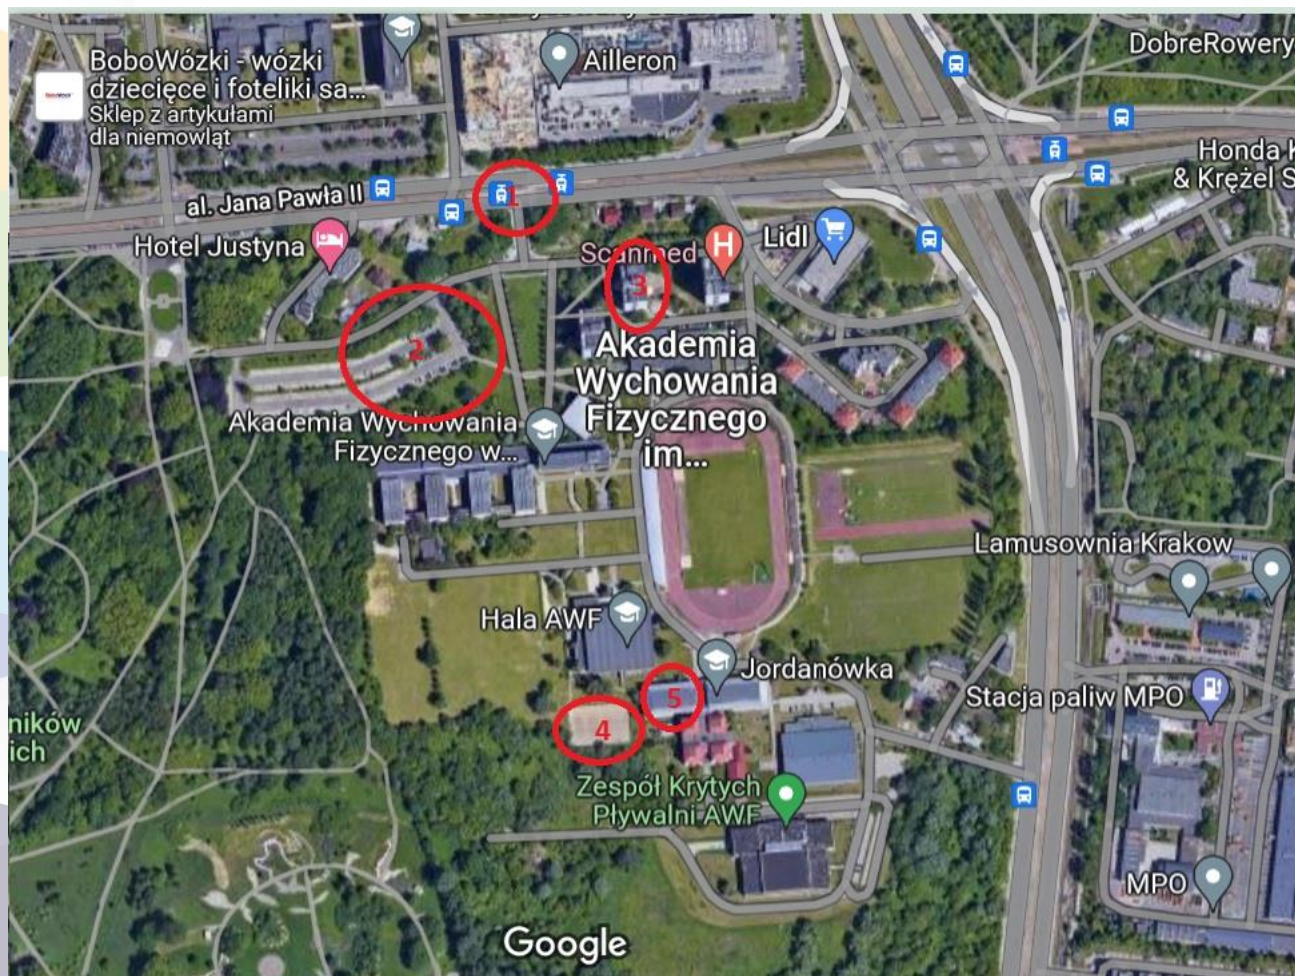 BoboWózki - wózki
dziecięce i foteliki sa...
Sklep z artykułami
dla niemowląt
Ailleron
DobreRowery
al. Jana Pawła II
1
Honda K
& Krężel S
Hotel Justyna
Scanmed
H
Lidl
3
2
Akademia
Wychowania
Fizycznego
im...
Akademia Wychowania
Fizycznego w...
Lamusownia Krakow
Hala AWF
Jordanówka
5
Stacja paliw MPO
4
ników
ich
Zespół Krytych
Pływalni AWF
MPO
Google